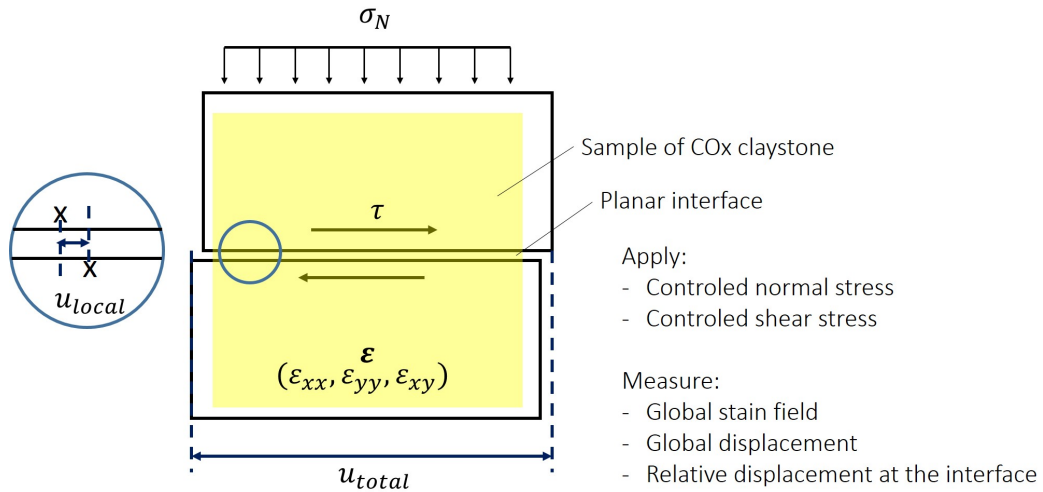 σ_N
Sample of COx claystone
Planar interface
τ
x
x
u_local
Apply:
- Controled normal stress
- Controled shear stress
ε
(ε_xx, ε_yy, ε_xy)
Measure:
- Global stain field
- Global displacement
- Relative displacement at the interface
u_total